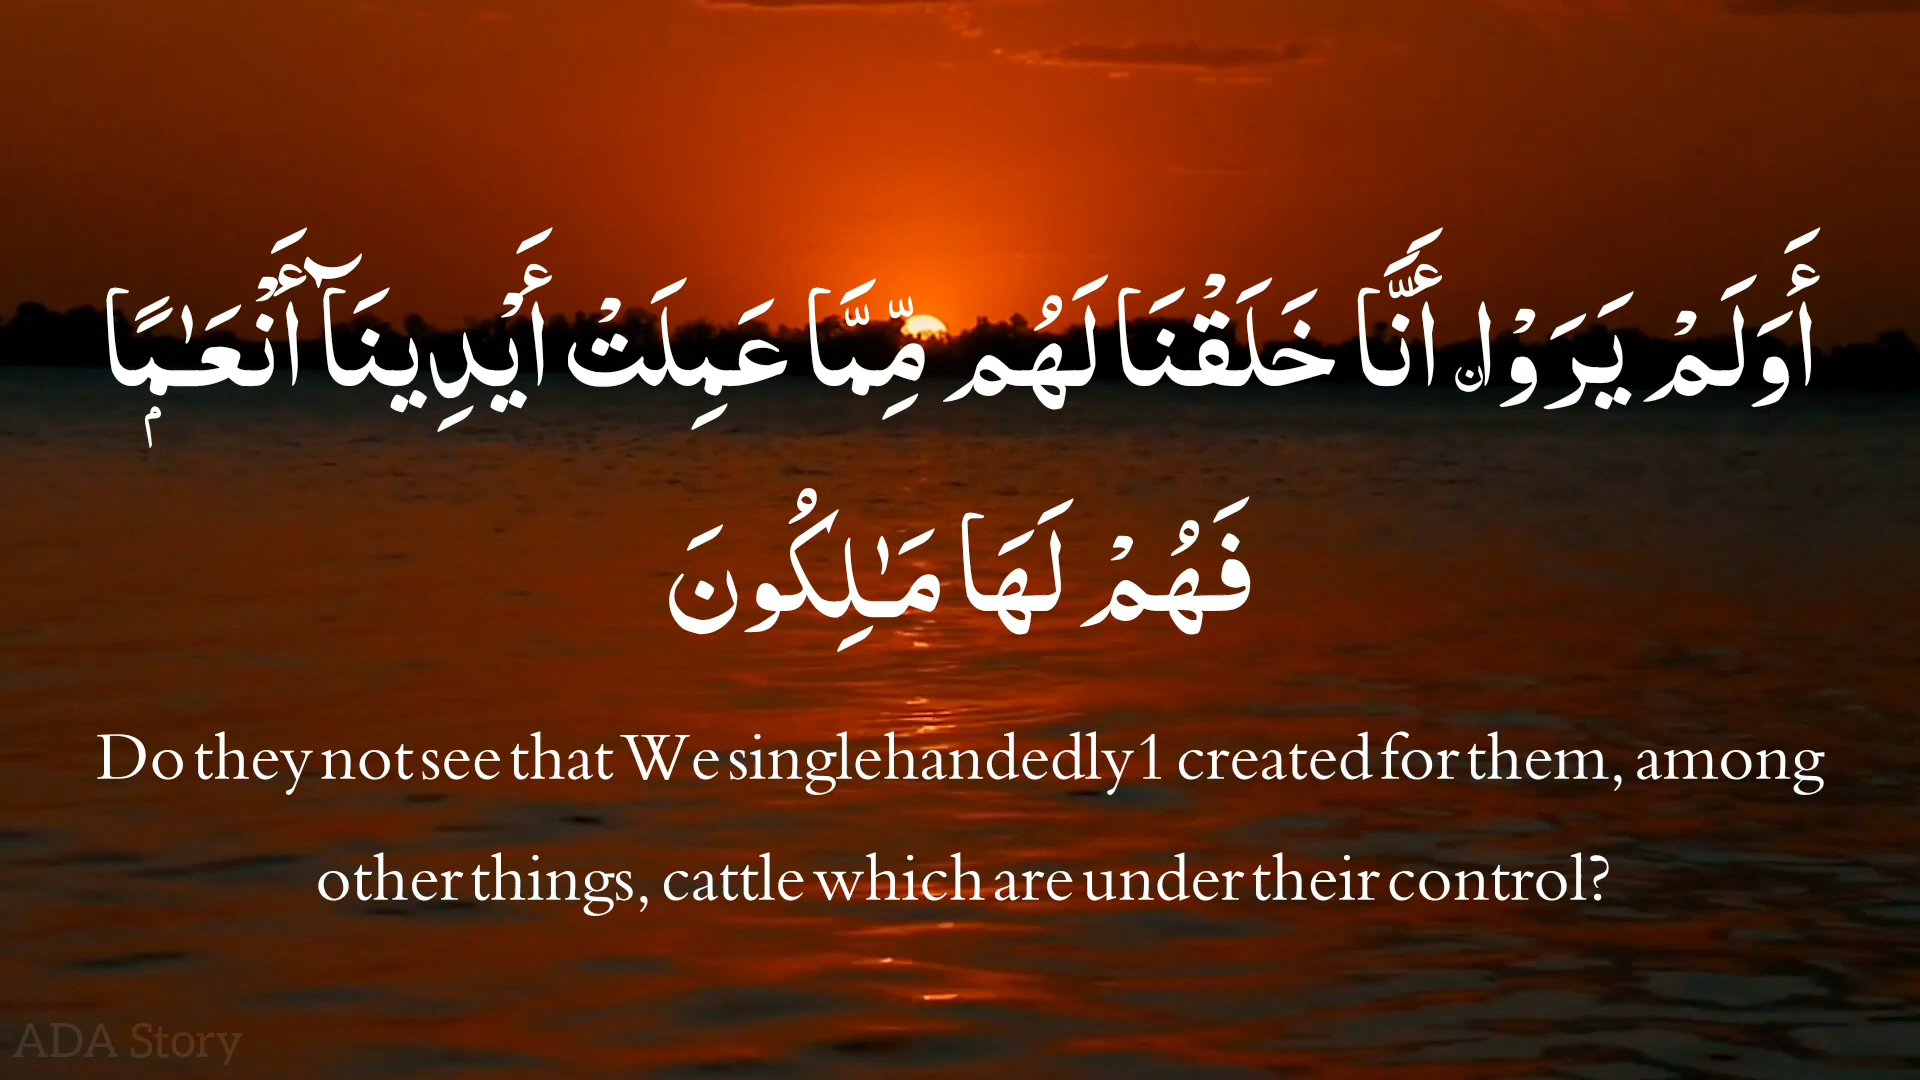 أَوَلَمْ يَرَوْا۟ أَنَّا خَلَقْنَا لَهُم مِّمَّا عَمِلَتْ أَيْدِينَآ أَنْعَـٰمًا
فَهُمْ لَهَا مَـٰلِكُونَ
Do they not see that We singlehandedly1 created for them, among
other things, cattle which are under their control?
ADA Story